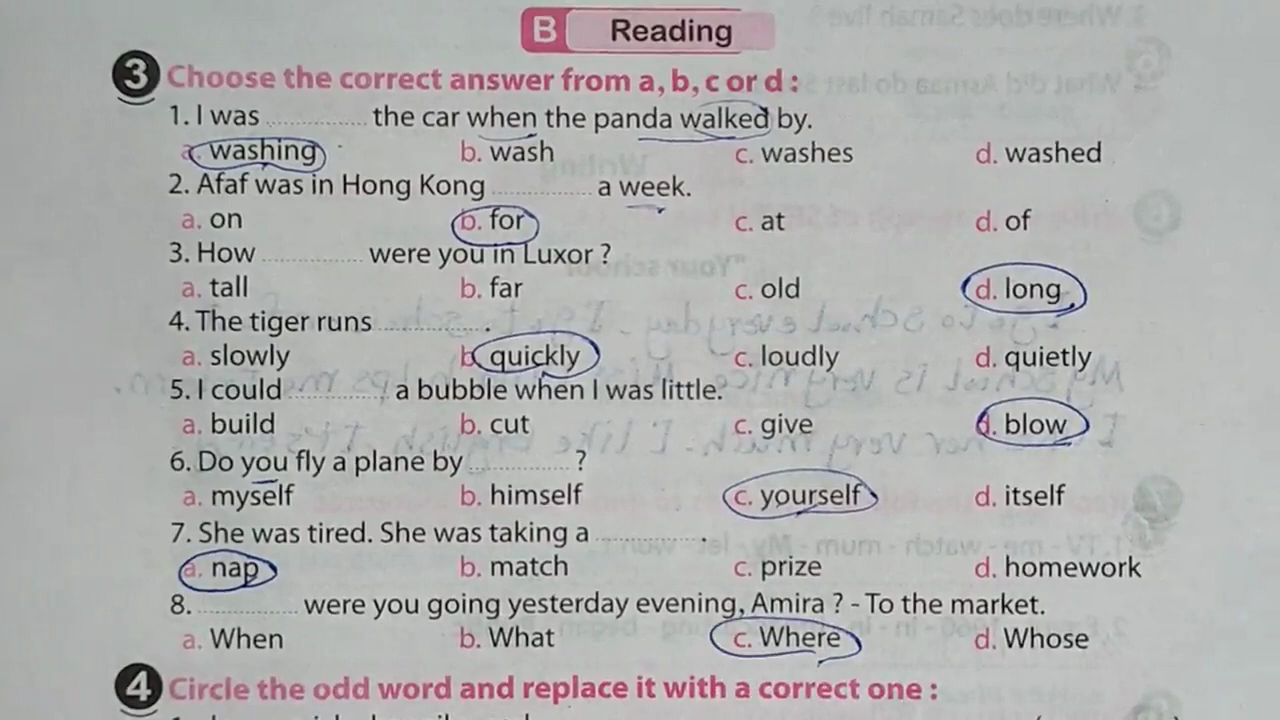 B Reading
3 Choose the correct answer from a, b, c or d :
1. I was ............ the car when the panda walked by.
a. washing b. wash c. washes d. washed
2. Afaf was in Hong Kong ............ a week.
a. on b. for c. at d. of
3. How ............ were you in Luxor ?
a. tall b. far c. old d. long
4. The tiger runs ............ .
a. slowly b. quickly c. loudly d. quietly
5. I could ............ a bubble when I was little.
a. build b. cut c. give d. blow
6. Do you fly a plane by ............ ?
a. myself b. himself c. yourself d. itself
7. She was tired. She was taking a ............ .
a. nap b. match c. prize d. homework
8. ............ were you going yesterday evening, Amira ? - To the market.
a. When b. What c. Where d. Whose
4 Circle the odd word and replace it with a correct one :